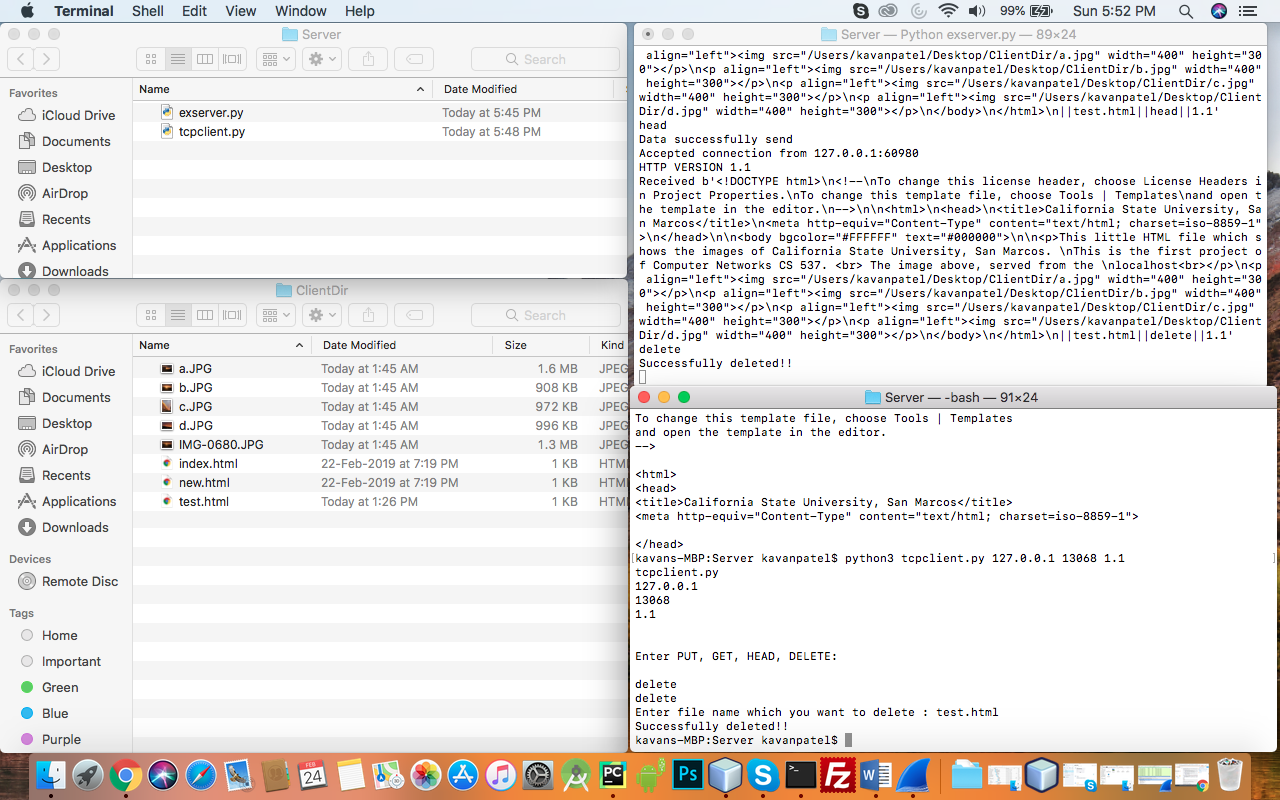 Terminal Shell Edit View Window Help
99% Sun 5:52 PM
Server
Search
Favorites
iCloud Drive
Documents
Desktop
AirDrop
Recents
Applications
Downloads
Name Date Modified
exserver.py Today at 5:45 PM
tcpclient.py Today at 5:48 PM
ClientDir
Search
Favorites
iCloud Drive
Documents
Desktop
AirDrop
Recents
Applications
Downloads
Devices
Remote Disc
Tags
Home
Important
Green
Blue
Purple
Name Date Modified Size Kind
a.JPG Today at 1:45 AM 1.6 MB JPEG
b.JPG Today at 1:45 AM 908 KB JPEG
c.JPG Today at 1:45 AM 972 KB JPEG
d.JPG Today at 1:45 AM 996 KB JPEG
IMG-0680.JPG Today at 1:45 AM 1.3 MB JPEG
index.html 22-Feb-2019 at 7:19 PM 1 KB HTM
new.html 22-Feb-2019 at 7:19 PM 1 KB HTM
test.html Today at 1:26 PM 1 KB HTM
Server — Python exserver.py — 89×24
align="left"><img src="/Users/kavanpatel/Desktop/ClientDir/a.jpg" width="400" height="30
0"></p>\n<p align="left"><img src="/Users/kavanpatel/Desktop/ClientDir/b.jpg" width="400"
height="300"></p>\n<p align="left"><img src="/Users/kavanpatel/Desktop/ClientDir/c.jpg"
width="400" height="300"></p>\n<p align="left"><img src="/Users/kavanpatel/Desktop/Client
Dir/d.jpg" width="400" height="300"></p>\n</body>\n</html>\n||test.html||head||1.1'
head
Data successfully send
Accepted connection from 127.0.0.1:60980
HTTP VERSION 1.1
Received b'<!DOCTYPE html>\n<!--\nTo change this license header, choose License Headers i
n Project Properties.\nTo change this template file, choose Tools | Templates\nand open t
he template in the editor.\n-->\n\n<html>\n<head>\n<title>California State University, Sa
n Marcos</title>\n<meta http-equiv="Content-Type" content="text/html; charset=iso-8859-1"
>\n</head>\n\n<body bgcolor="#FFFFFF" text="#000000">\n\n<p>This little HTML file which s
hows the images of California State University, San Marcos. \nThis is the first project o
f Computer Networks CS 537. <br> The image above, served from the \nlocalhost<br></p>\n<p
align="left"><img src="/Users/kavanpatel/Desktop/ClientDir/a.jpg" width="400" height="30
0"></p>\n<p align="left"><img src="/Users/kavanpatel/Desktop/ClientDir/b.jpg" width="400"
height="300"></p>\n<p align="left"><img src="/Users/kavanpatel/Desktop/ClientDir/c.jpg"
width="400" height="300"></p>\n<p align="left"><img src="/Users/kavanpatel/Desktop/Client
Dir/d.jpg" width="400" height="300"></p>\n</body>\n</html>\n||test.html||delete||1.1'
delete
Successfully deleted!!
Server — -bash — 91×24
To change this template file, choose Tools | Templates
and open the template in the editor.
-->
<html>
<head>
<title>California State University, San Marcos</title>
<meta http-equiv="Content-Type" content="text/html; charset=iso-8859-1">
</head>
[kavans-MBP:Server kavanpatel$ python3 tcpclient.py 127.0.0.1 13068 1.1 ]
tcpclient.py
127.0.0.1
13068
1.1
Enter PUT, GET, HEAD, DELETE:
delete
delete
Enter file name which you want to delete : test.html
Successfully deleted!!
kavans-MBP:Server kavanpatel$
FEB
24
PC
Ps
S
Fz
W